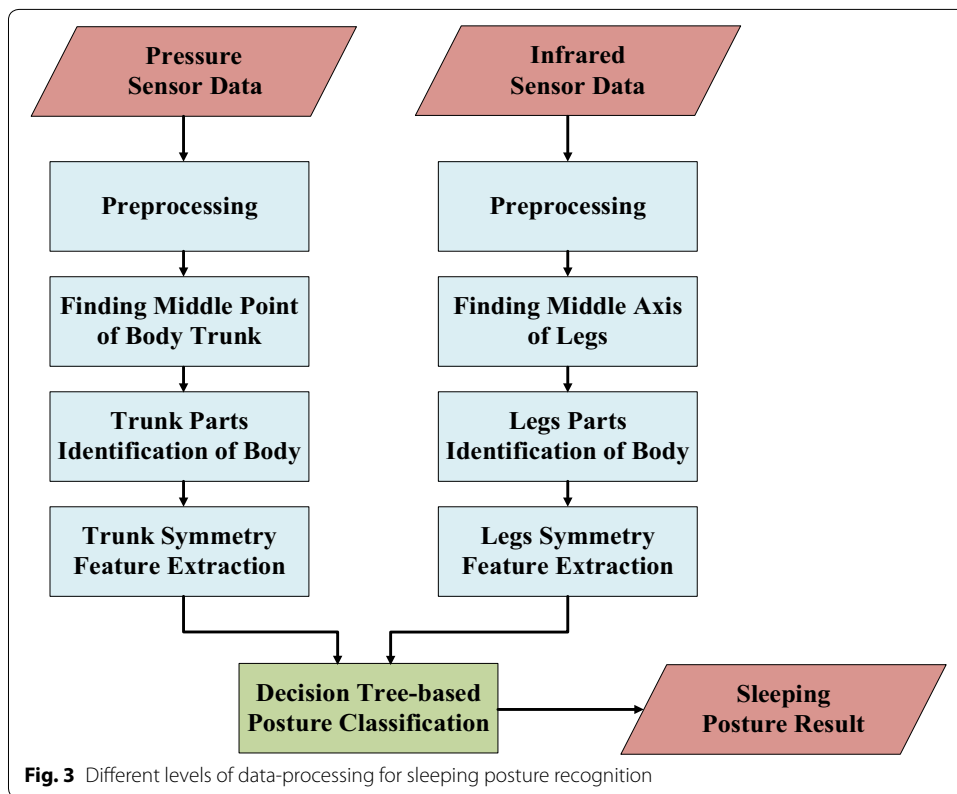 Pressure
Sensor Data
Infrared
Sensor Data
Preprocessing
Preprocessing
Finding Middle Point
of Body Trunk
Finding Middle Axis
of Legs
Trunk Parts
Identification of Body
Legs Parts
Identification of Body
Trunk Symmetry
Feature Extraction
Legs Symmetry
Feature Extraction
Decision Tree-based
Posture Classification
Sleeping
Posture Result
Fig. 3 Different levels of data-processing for sleeping posture recognition